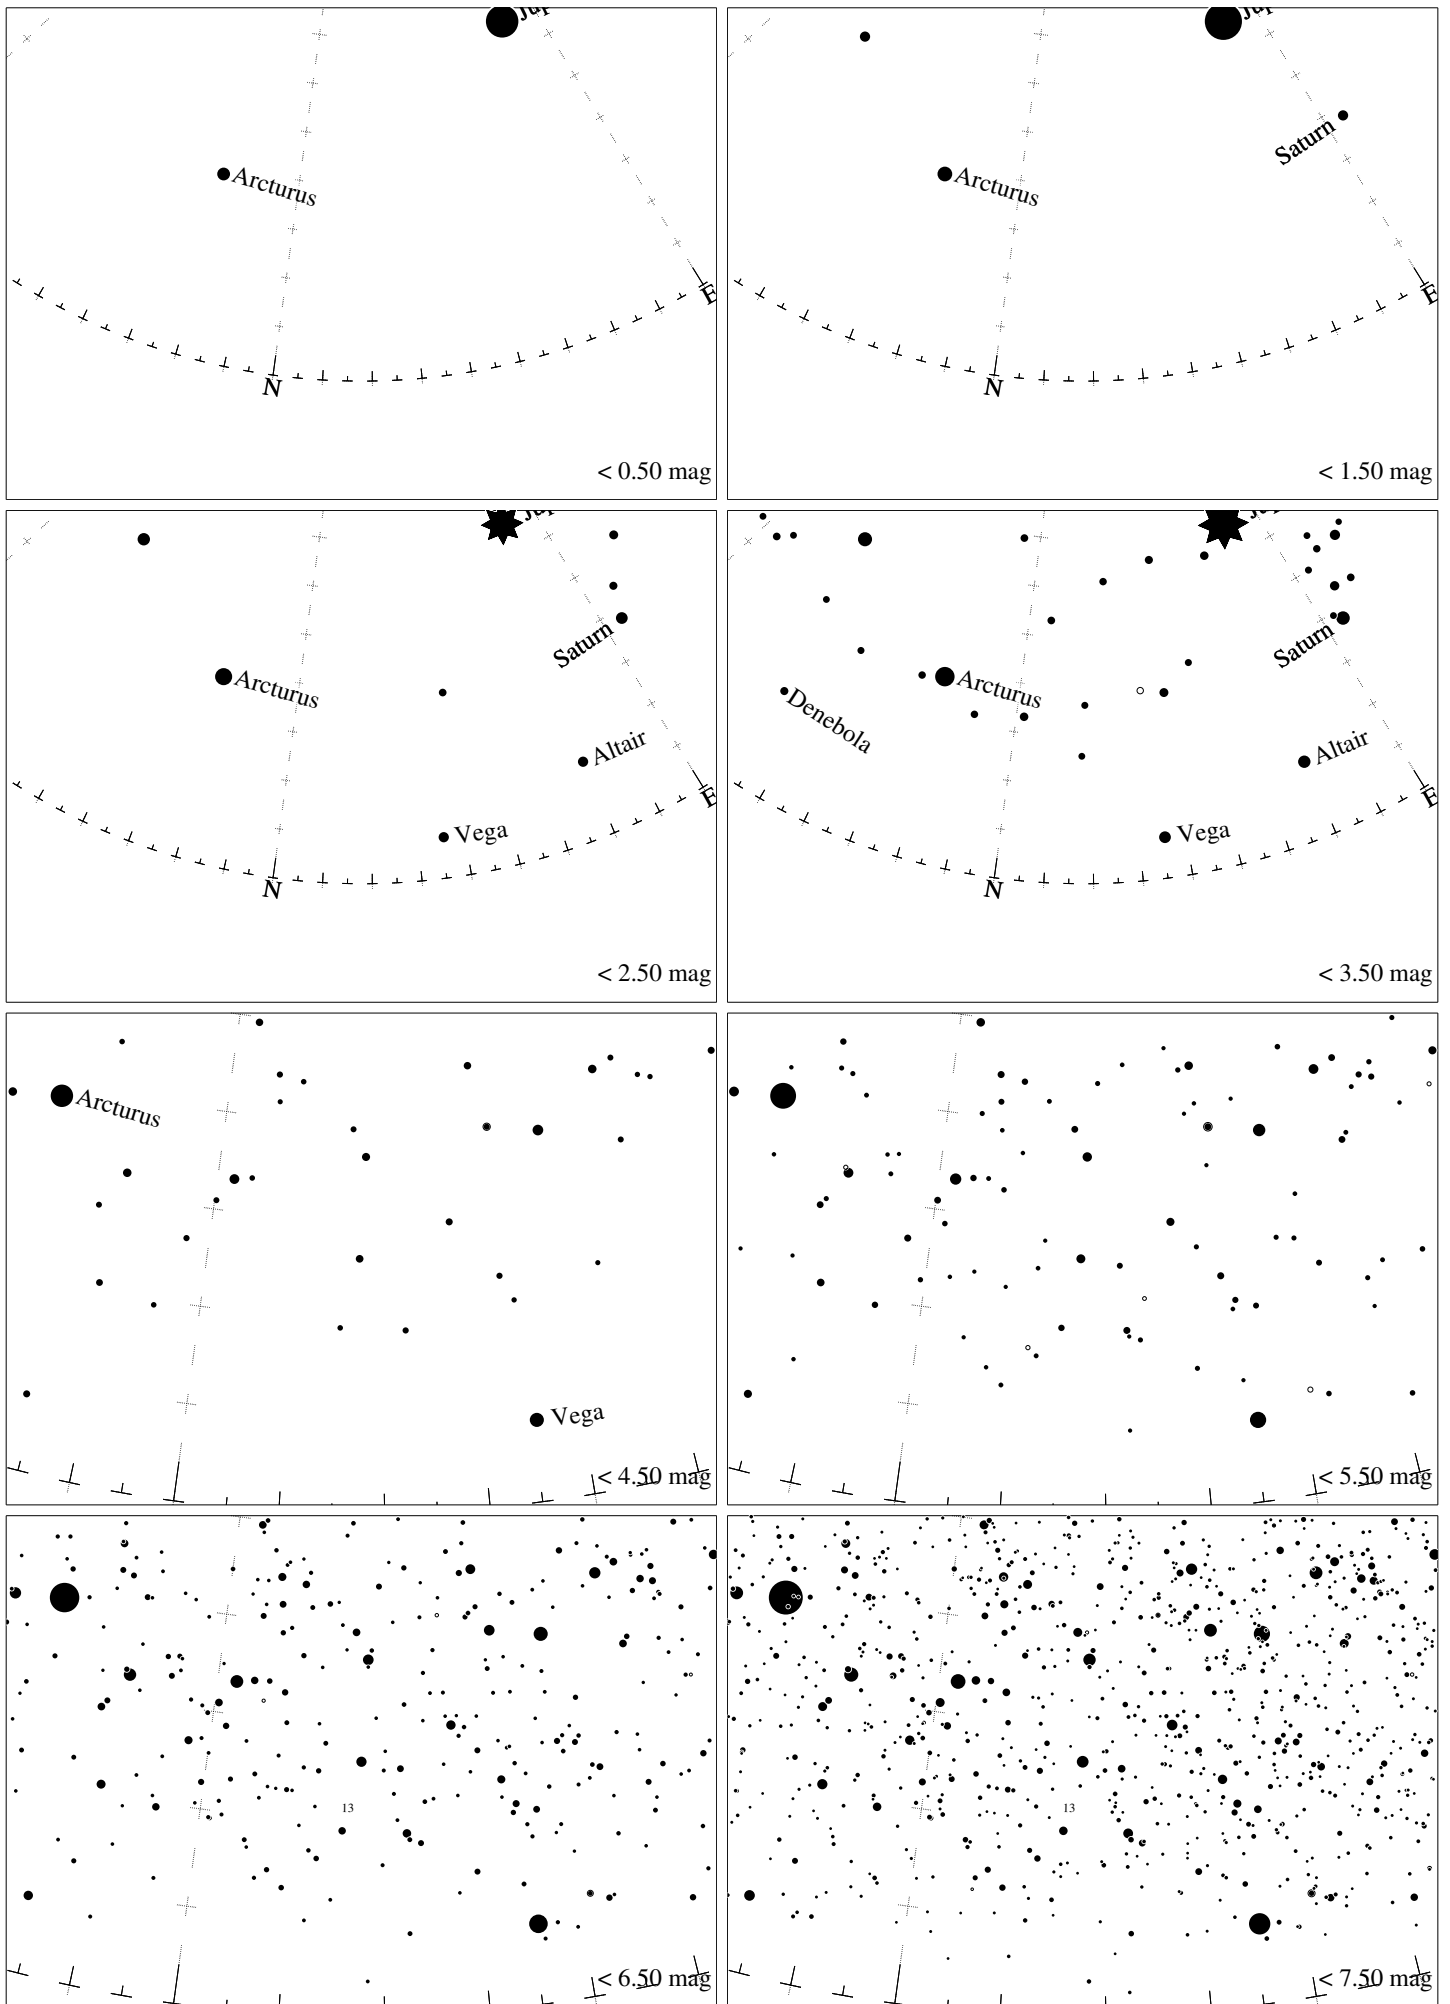 Arcturus
N
E
< 0.50 mag
Saturn
Arcturus
N
E
< 1.50 mag
Saturn
Arcturus
Altair
Vega
N
E
< 2.50 mag
Saturn
Arcturus
Denebola
Altair
Vega
N
E
< 3.50 mag
Arcturus
Vega
< 4.50 mag
< 5.50 mag
13
< 6.50 mag
13
< 7.50 mag